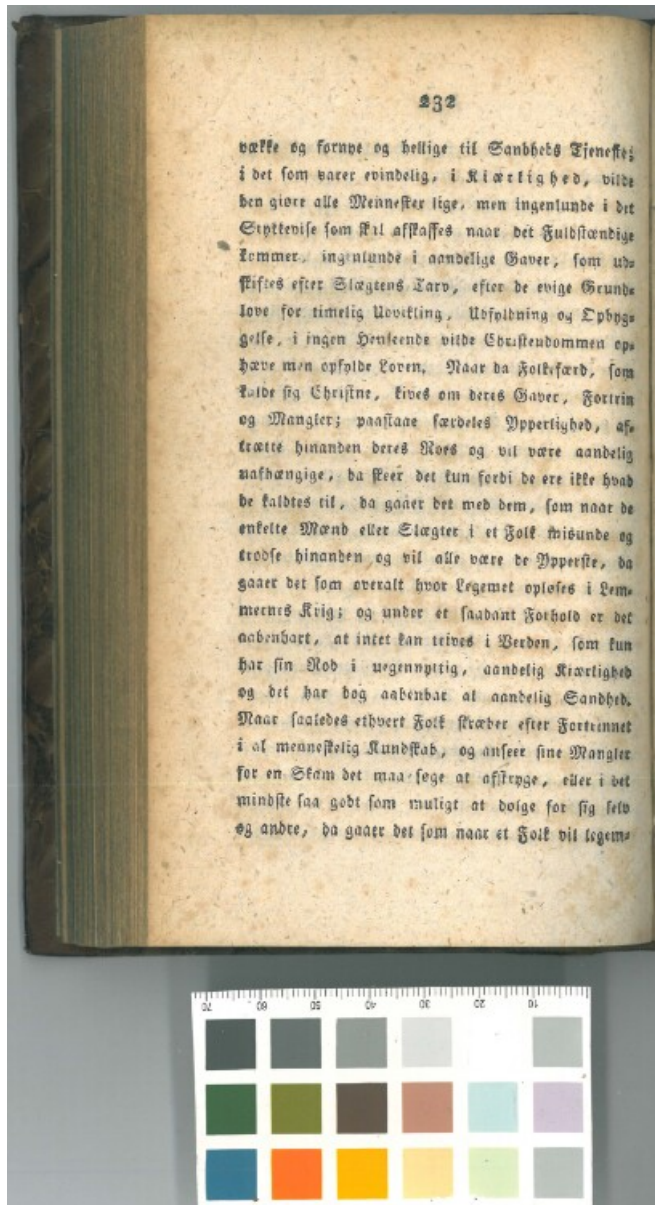 232
vække og fornye og hellige til Sandheds Tjeneste;
i det som varer evindelig, i Kiærlighed, vilde
den giøre alle Mennesker lige, men ingenlunde i det
Stykkevise som skal afskaffes naar det Fuldstændige
kommer, ingenlunde i aandelige Gaver, som ud-
skiftes efter Slægtens Tarv, efter de evige Grund-
love for timelig Udvikling, Udfyldning og Opbyg-
gelse, i ingen Henseende vilde Christendommen op-
hæve men opfylde Loven. Naar da Folkefærd, som
kalde sig Christne, kives om deres Gaver, Fortrin
og Mangler; paastaae særdeles Ypperlighed, af-
trætte hinanden deres Roes og vil være aandelig
uafhængige, da skeer det kun fordi de ere ikke hvad
de kaldtes til, da gaaer det med dem, som naar de
enkelte Mænd eller Slægter i et Folk misunde og
trodse hinanden og vil alle være de Ypperste, da
gaaer det som overalt hvor Legemet opløses i Lem-
mernes Krig; og under et saadant Forhold er det
aabenbart, at intet kan trives i Verden, som kun
har sin Rod i uegennyttig, aandelig Kiærlighed
og det har dog aabenbar al aandelig Sandhed.
Naar saaledes ethvert Folk stræber efter Fortrinnet
i al menneskelig Kundskab, og anseer sine Mangler
for en Skam det maa søge at afstryge, eller i det
mindste saa godt som muligt at dølge for sig selv
og andre, da gaaer det som naar et Folk vil legem-
70 60 50 40 30 20 10